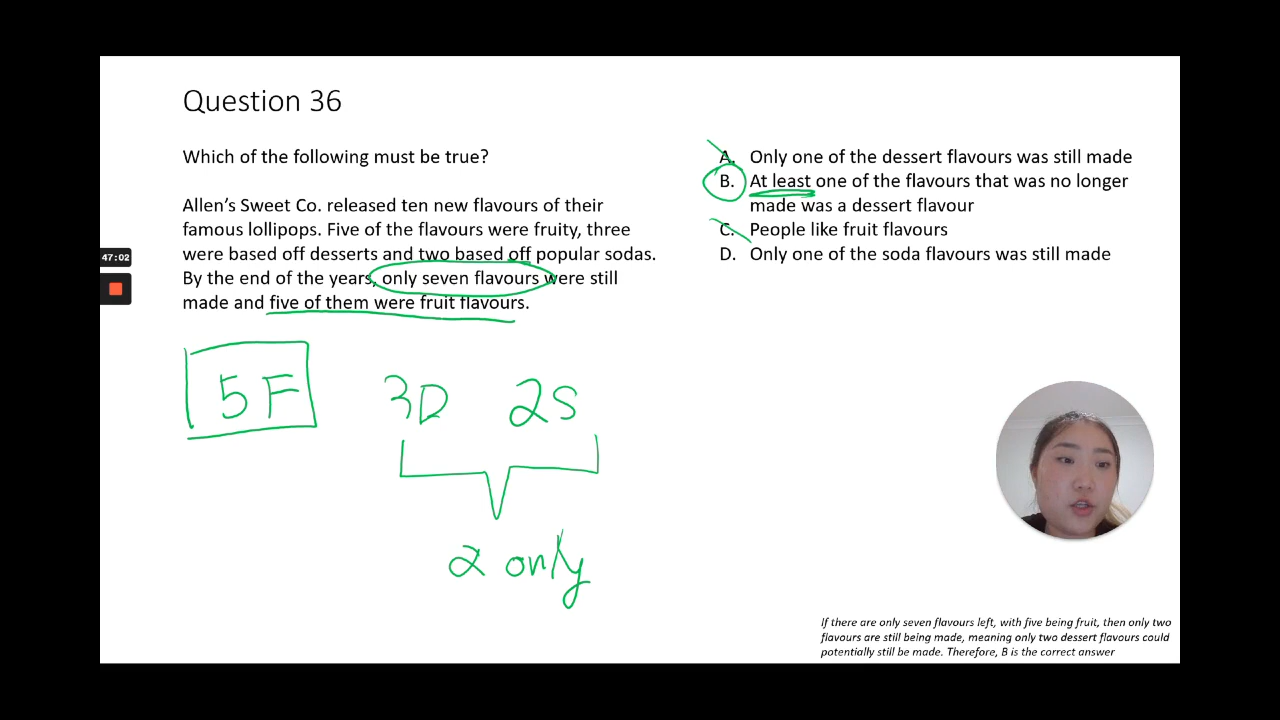 Question 36
Which of the following must be true?
Allen's Sweet Co. released ten new flavours of their
famous lollipops. Five of the flavours were fruity, three
were based off desserts and two based off popular sodas.
By the end of the years, only seven flavours were still
made and five of them were fruit flavours.
A. Only one of the dessert flavours was still made
B. At least one of the flavours that was no longer
made was a dessert flavour
C. People like fruit flavours
D. Only one of the soda flavours was still made
47:02
5F 3D 2S
2 only
If there are only seven flavours left, with five being fruit, then only two
flavours are still being made, meaning only two dessert flavours could
potentially still be made. Therefore, B is the correct answer